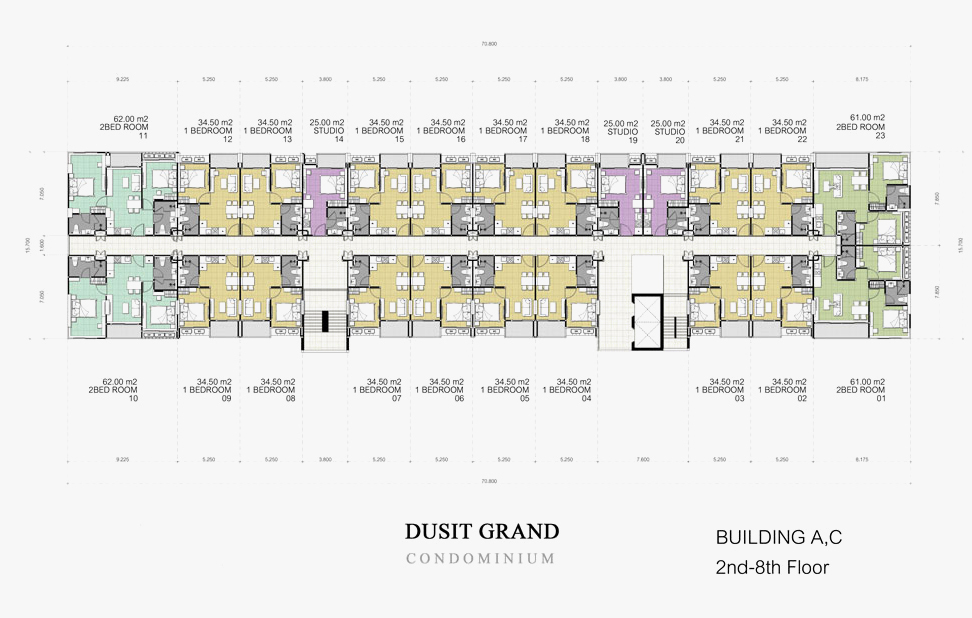 70.800
9.225 5.250 5.250 3.800 5.250 5.250 5.250 5.250 3.800 3.800 5.250 5.250 8.175
62.00 m2
2BED ROOM
11
34.50 m2
1 BEDROOM
12
34.50 m2
1 BEDROOM
13
25.00 m2
STUDIO
14
34.50 m2
1 BEDROOM
15
34.50 m2
1 BEDROOM
16
34.50 m2
1 BEDROOM
17
34.50 m2
1 BEDROOM
18
25.00 m2
STUDIO
19
25.00 m2
STUDIO
20
34.50 m2
1 BEDROOM
21
34.50 m2
1 BEDROOM
22
61.00 m2
2BED ROOM
23
7.050
1.600
7.050
15.700
7.850
7.850
15.700
62.00 m2
2BED ROOM
10
34.50 m2
1 BEDROOM
09
34.50 m2
1 BEDROOM
08
34.50 m2
1 BEDROOM
07
34.50 m2
1 BEDROOM
06
34.50 m2
1 BEDROOM
05
34.50 m2
1 BEDROOM
04
34.50 m2
1 BEDROOM
03
34.50 m2
1 BEDROOM
02
61.00 m2
2BED ROOM
01
9.225 5.250 5.250 3.800 5.250 5.250 5.250 5.250 7.600 5.250 5.250 8.175
70.800
DUSIT GRAND
CONDOMINIUM
BUILDING A,C
2nd-8th Floor